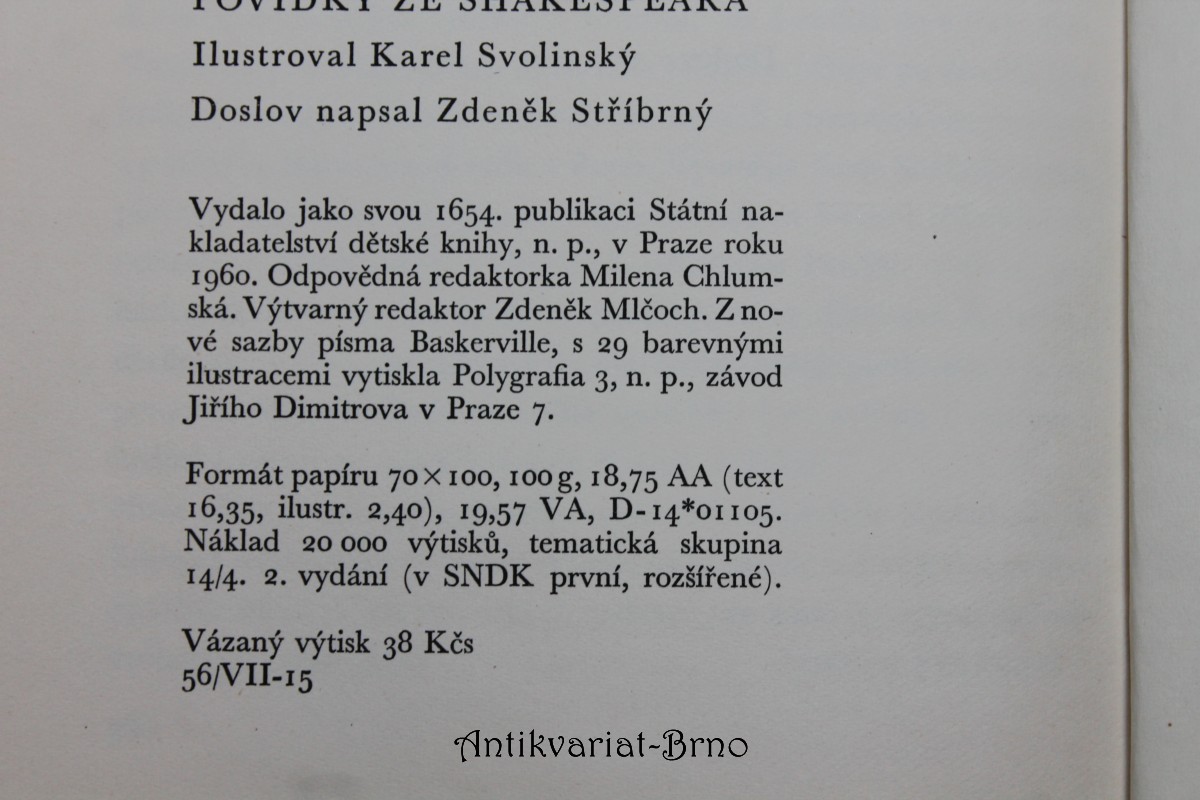 POVÍDKY ZE SHAKESPEARA
Ilustroval Karel Svolinský
Doslov napsal Zdeněk Stříbrný
Vydalo jako svou 1654. publikaci Státní na-
kladatelství dětské knihy, n. p., v Praze roku
1960. Odpovědná redaktorka Milena Chlum-
ská. Výtvarný redaktor Zdeněk Mlčoch. Z no-
vé sazby písma Baskerville, s 29 barevnými
ilustracemi vytiskla Polygrafia 3, n. p., závod
Jiřího Dimitrova v Praze 7.
Formát papíru 70×100, 100 g, 18,75 AA (text
16,35, ilustr. 2,40), 19,57 VA, D-14*01105.
Náklad 20 000 výtisků, tematická skupina
14/4. 2. vydání (v SNDK první, rozšířené).
Vázaný výtisk 38 Kčs
56/VII-15
Antikvariat-Brno